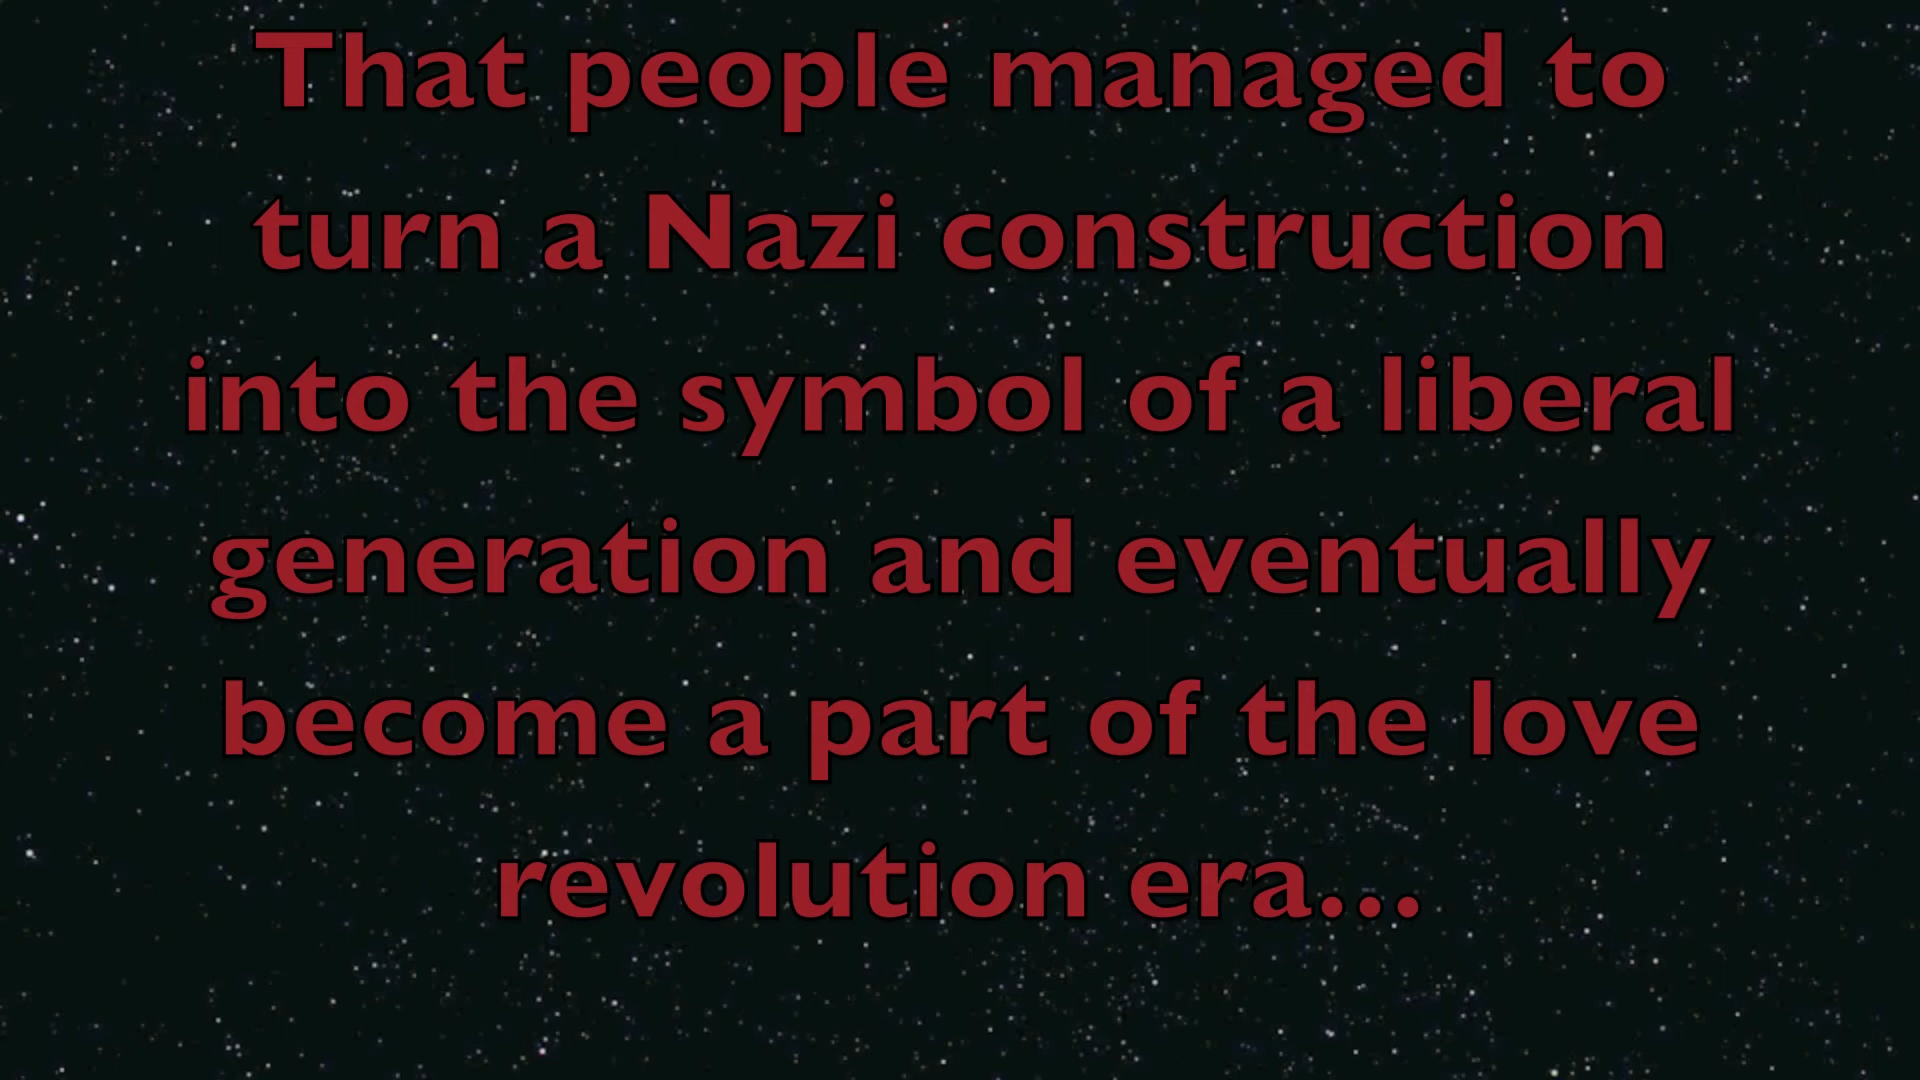 That people managed to
turn a Nazi construction
into the symbol of a liberal
generation and eventually
become a part of the love
revolution era...